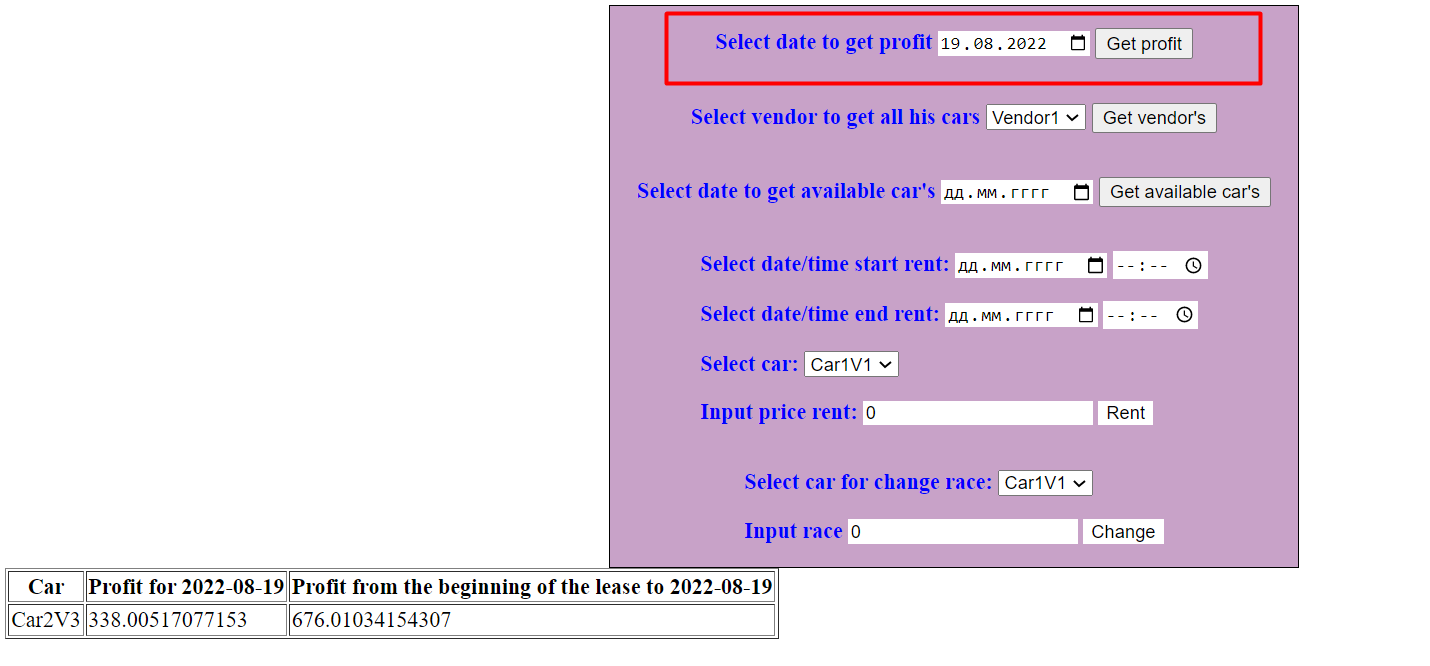 Select date to get profit 19.08.2022 Get profit
Select vendor to get all his cars Vendor1 Get vendor's
Select date to get available car's дд.мм.гггг Get available car's
Select date/time start rent: дд.мм.гггг --:--
Select date/time end rent: дд.мм.гггг --:--
Select car: Car1V1
Input price rent: 0 Rent
Select car for change race: Car1V1
Input race 0 Change
Car Profit for 2022-08-19 Profit from the beginning of the lease to 2022-08-19
Car2V3 338.00517077153 676.01034154307